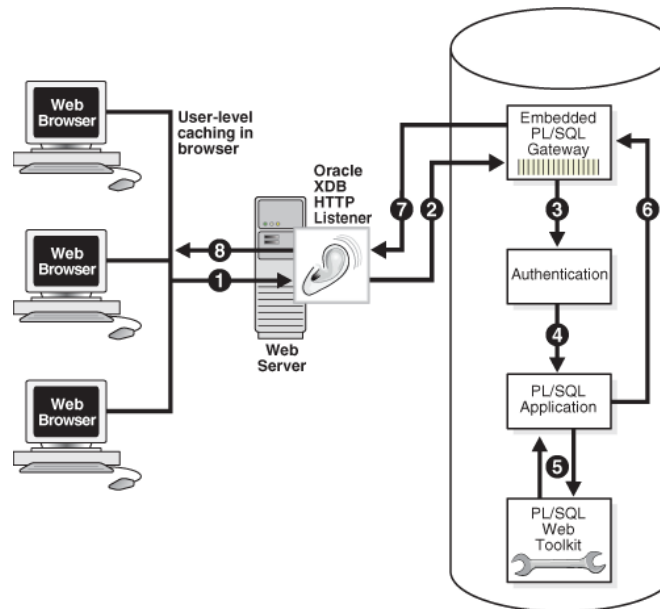 Web
Browser
User-level
caching in
browser
Web
Browser
Web
Browser
Oracle
XDB
HTTP
Listener
Web
Server
8
1
7
2
Embedded
PL/SQL
Gateway
3
6
Authentication
4
PL/SQL
Application
5
PL/SQL
Web
Toolkit